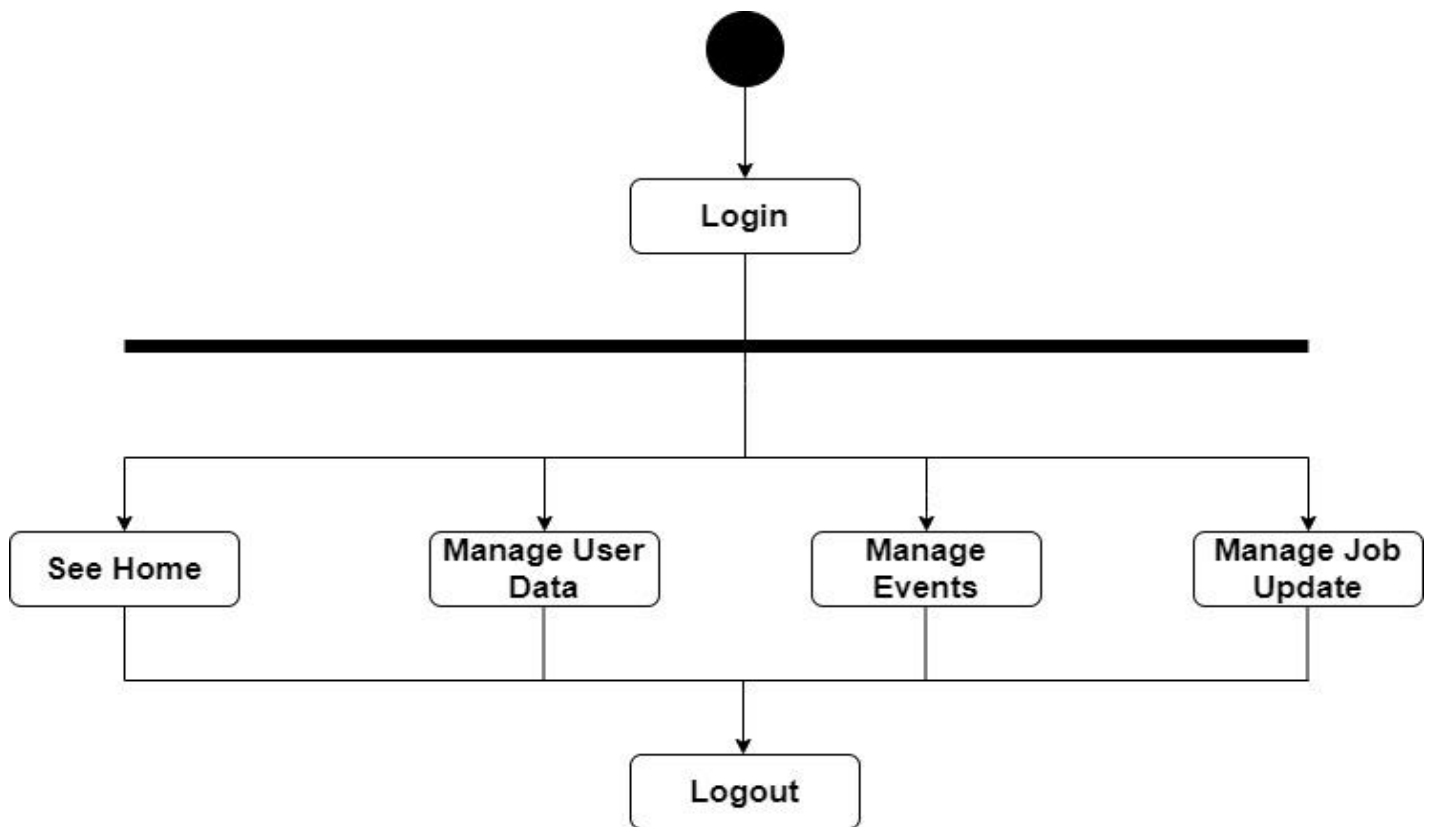 Login
See Home
Manage User
Data
Manage
Events
Manage Job
Update
Logout